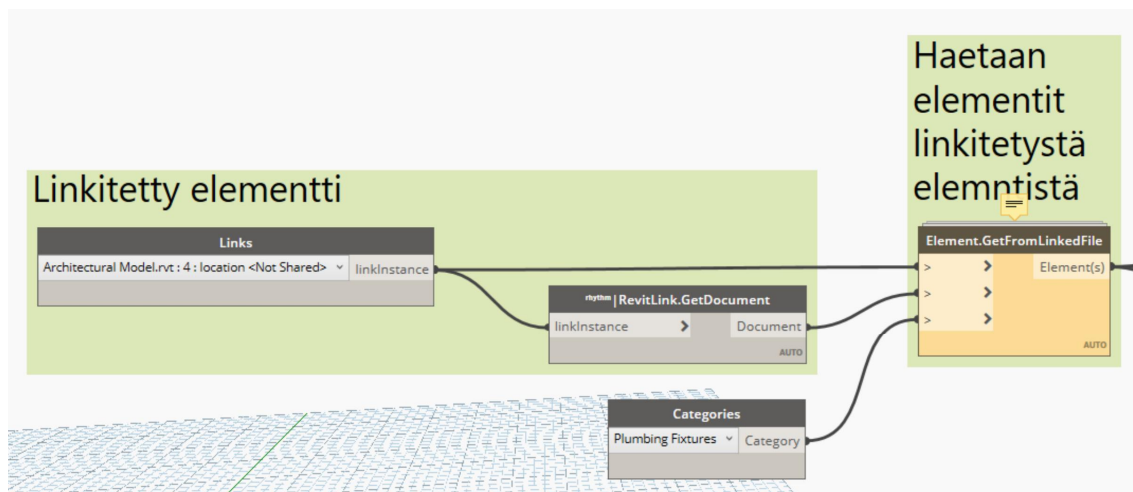 Haetaan
elementit
linkitetystä
elemntistä
Linkitetty elementti
Links
Architectural Model.rvt : 4 : location <Not Shared>
linkInstance
rhythm|RevitLink.GetDocument
linkInstance > Document
AUTO
Element.GetFromLinkedFile
> > Element(s)
> >
> >
AUTO
Categories
Plumbing Fixtures
Category